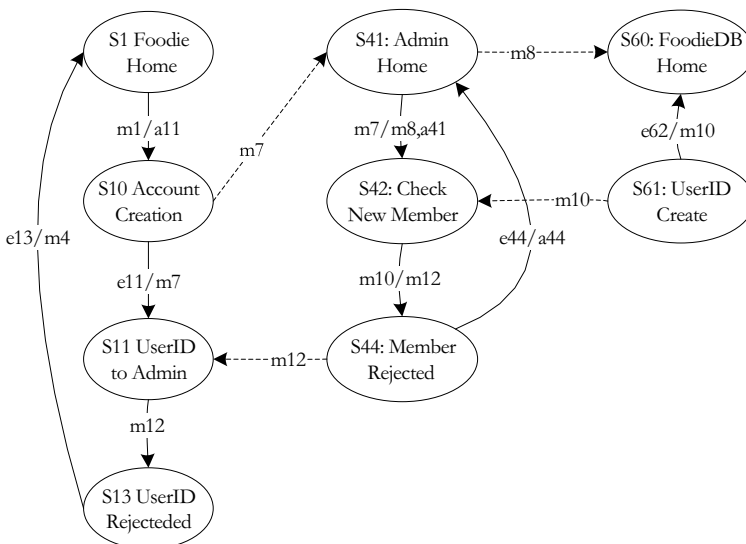 S1 Foodie
Home
S41: Admin
Home
m8
S60: FoodieDB
Home
m1/a11
m7/m8,a41
e62/m10
m7
S10 Account
Creation
S42: Check
New Member
m10
S61: UserID
Create
e13/m4
e44/a44
e11/m7
m10/m12
S11 UserID
to Admin
m12
S44: Member
Rejected
m12
S13 UserID
Rejecteded